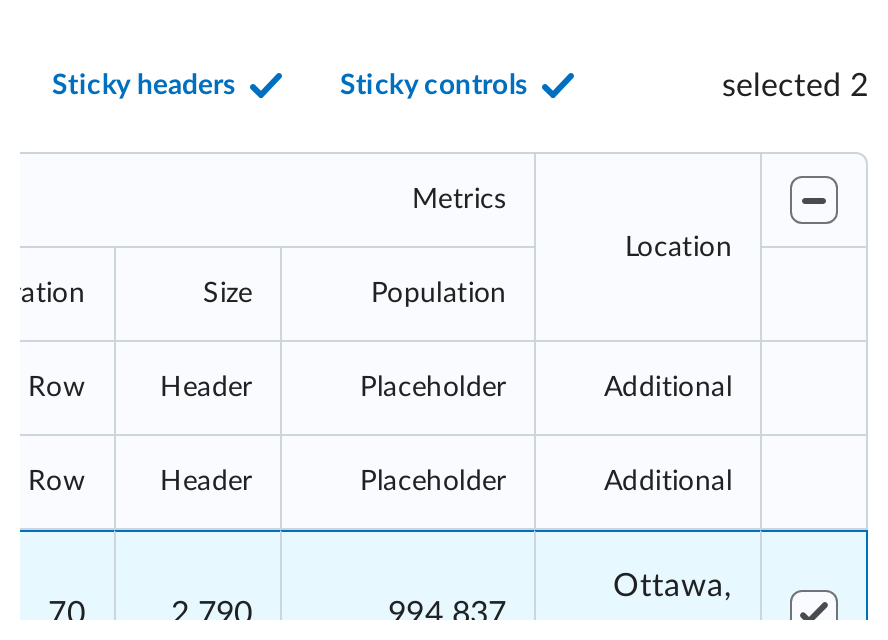 Sticky headers Sticky controls selected 2
Metrics
Location
Size Population
Row Header Placeholder Additional
Row Header Placeholder Additional
Ottawa,
70 2 790 994 837